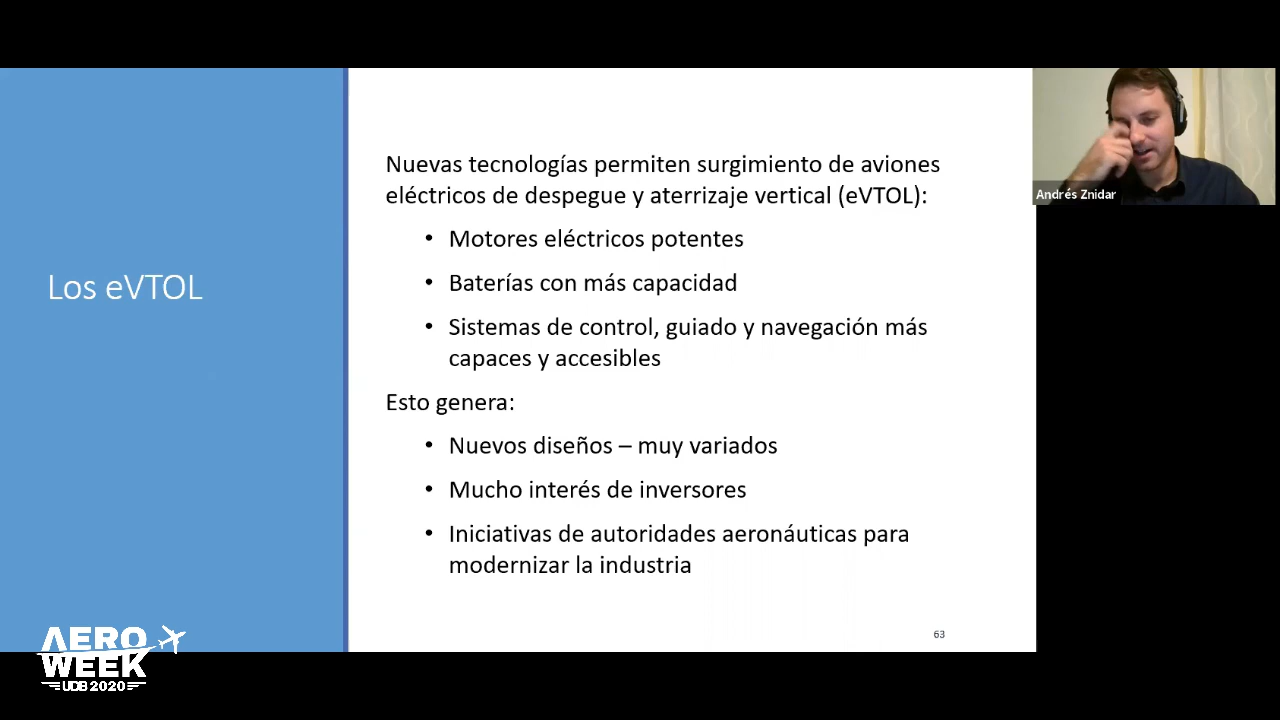 Los eVTOL
Nuevas tecnologías permiten surgimiento de aviones
eléctricos de despegue y aterrizaje vertical (eVTOL):
• Motores eléctricos potentes
• Baterías con más capacidad
• Sistemas de control, guiado y navegación más
capaces y accesibles
Esto genera:
• Nuevos diseños – muy variados
• Mucho interés de inversores
• Iniciativas de autoridades aeronáuticas para
modernizar la industria
63
Andrés Znidar
AERO
WEEK
UDB 2020